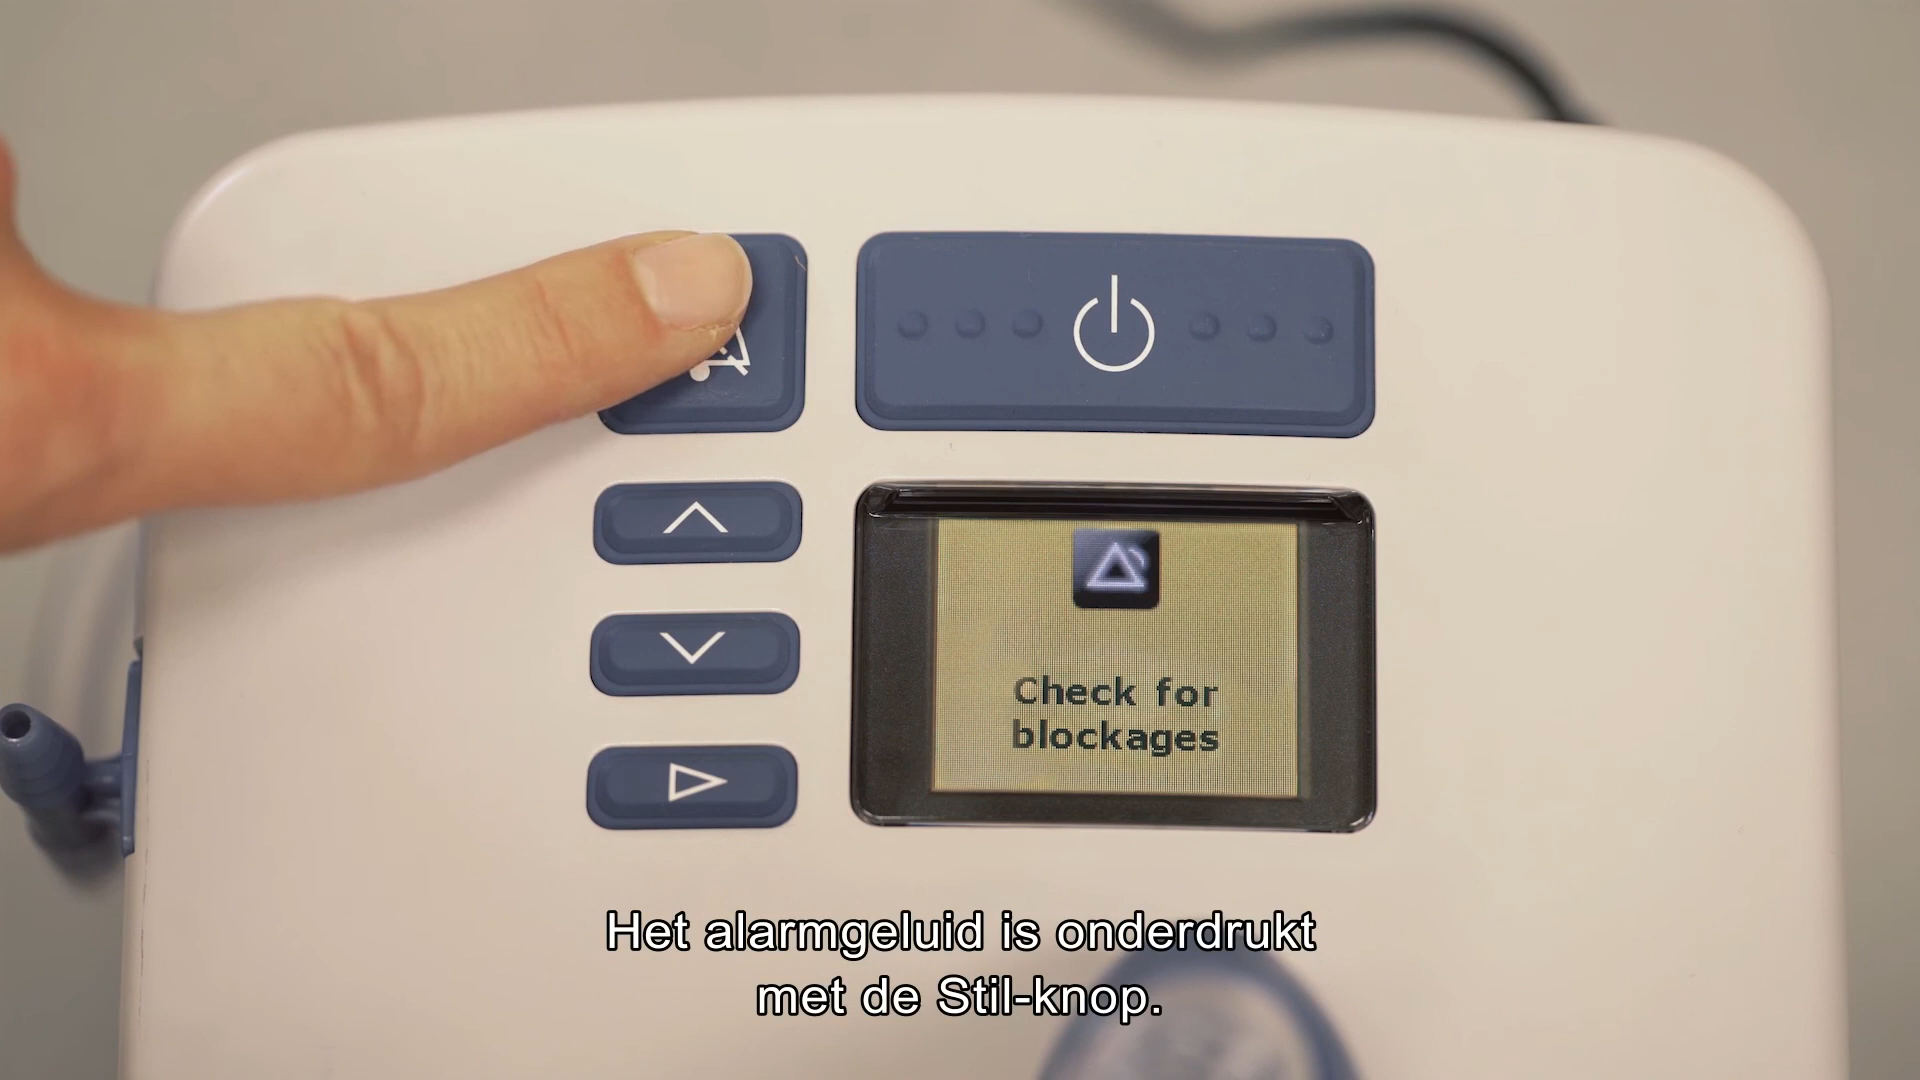 Check for
blockages
Het alarmgeluid is onderdrukt
met de Stil-knop.